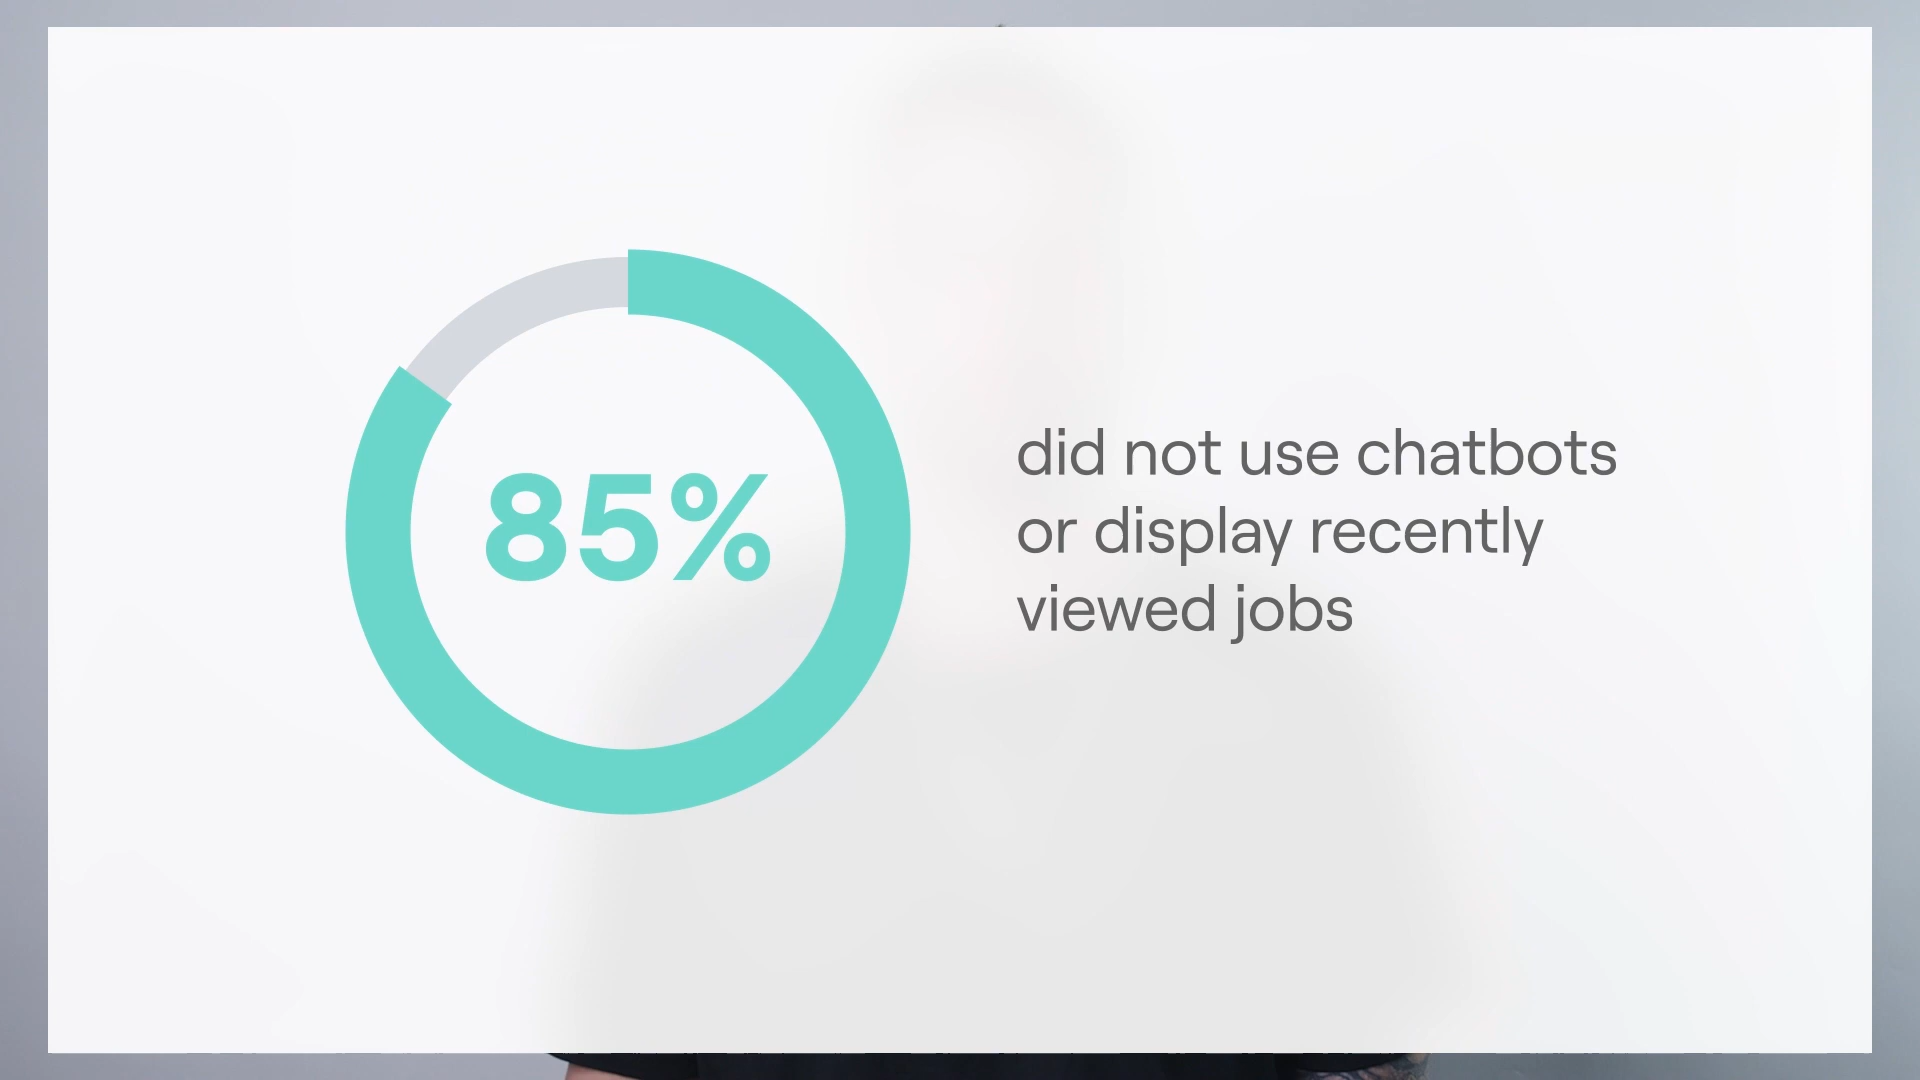 85%
did not use chatbots
or display recently
viewed jobs